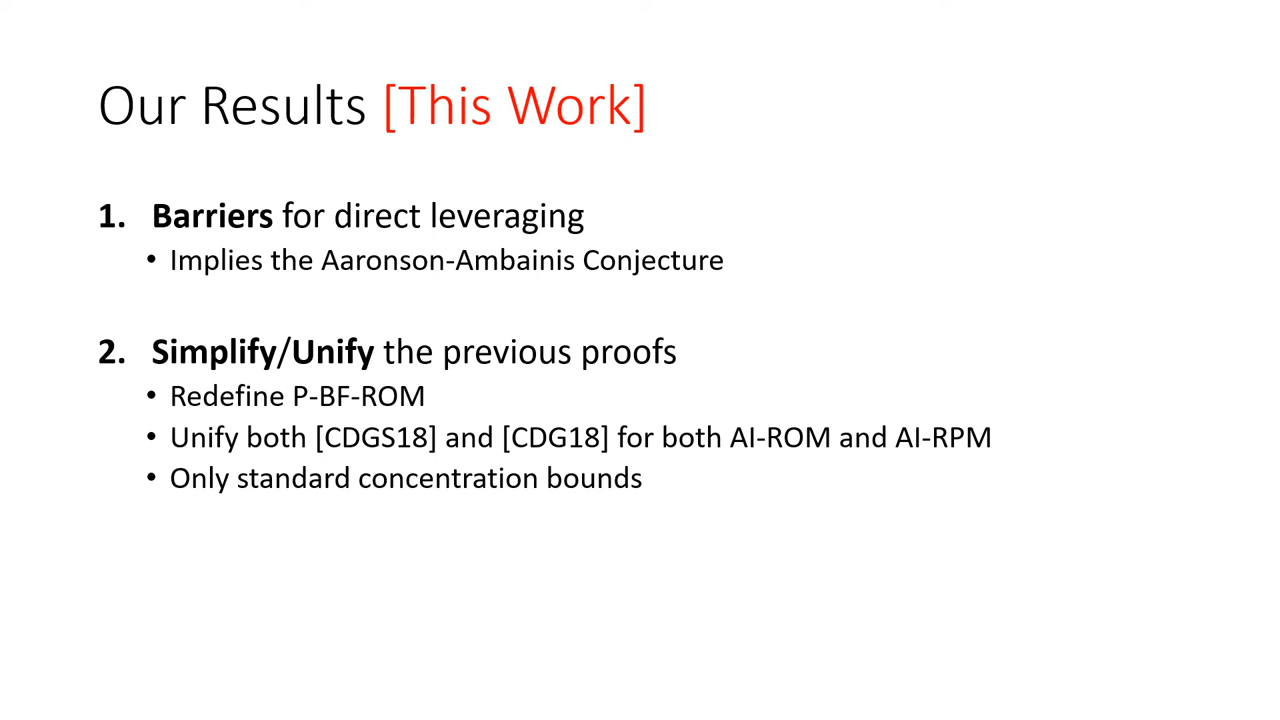 Our Results [This Work]
1. Barriers for direct leveraging
• Implies the Aaronson-Ambainis Conjecture
2. Simplify/Unify the previous proofs
• Redefine P-BF-ROM
• Unify both [CDGS18] and [CDG18] for both AI-ROM and AI-RPM
• Only standard concentration bounds